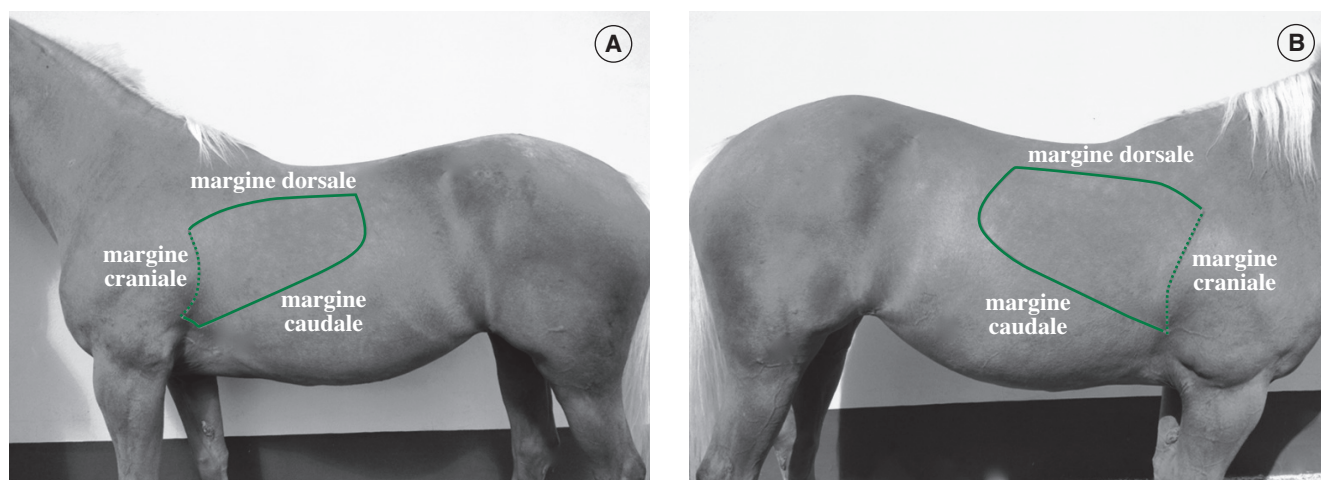 A
margine dorsale
margine
craniale
margine
caudale
B
margine dorsale
margine
craniale
margine
caudale